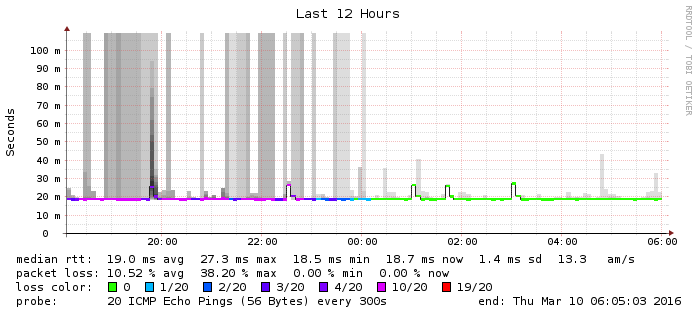 Last 12 Hours
RRDTOOL / TOBI OETIKER
Seconds
100 m
90 m
80 m
70 m
60 m
50 m
40 m
30 m
20 m
10 m
0
20:00 22:00 00:00 02:00 04:00 06:00
median rtt: 19.0 ms avg 27.3 ms max 18.5 ms min 18.7 ms now 1.4 ms sd 13.3 am/s
packet loss: 10.52 % avg 38.20 % max 0.00 % min 0.00 % now
loss color: 0 1/20 2/20 3/20 4/20 10/20 19/20
probe: 20 ICMP Echo Pings (56 Bytes) every 300s end: Thu Mar 10 06:05:03 2016